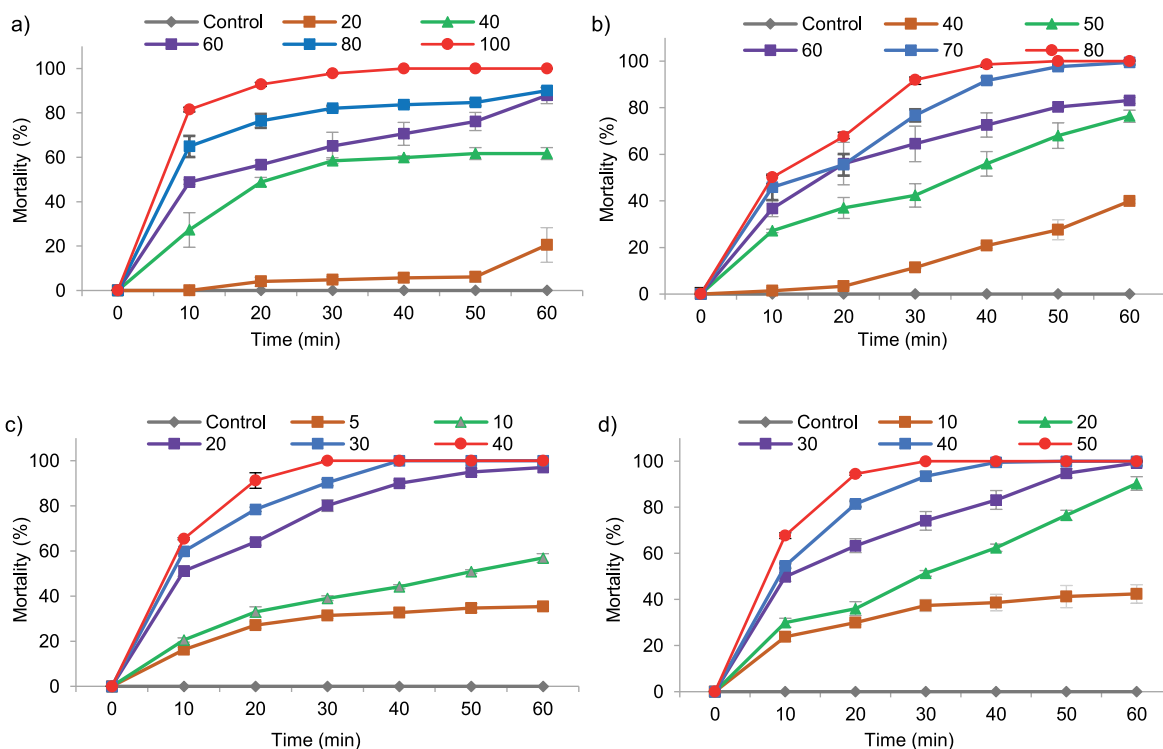 a)
Control 20 40
60 80 100
Mortality (%)
100
80
60
40
20
0
0 10 20 30 40 50 60
Time (min)
b)
Control 40 50
60 70 80
Mortality (%)
100
80
60
40
20
0
0 10 20 30 40 50 60
Time (min)
c)
Control 5 10
20 30 40
Mortality (%)
100
80
60
40
20
0
0 10 20 30 40 50 60
Time (min)
d)
Control 10 20
30 40 50
Mortality (%)
100
80
60
40
20
0
0 10 20 30 40 50 60
Time (min)